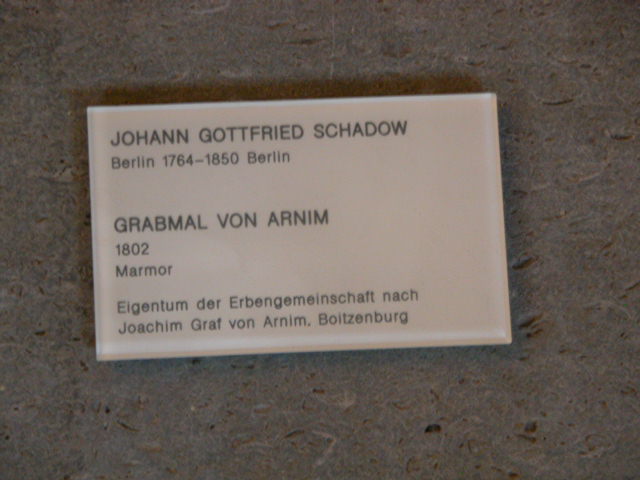 JOHANN GOTTFRIED SCHADOW
Berlin 1764–1850 Berlin
GRABMAL VON ARNIM
1802
Marmor
Eigentum der Erbengemeinschaft nach
Joachim Graf von Arnim, Boitzenburg